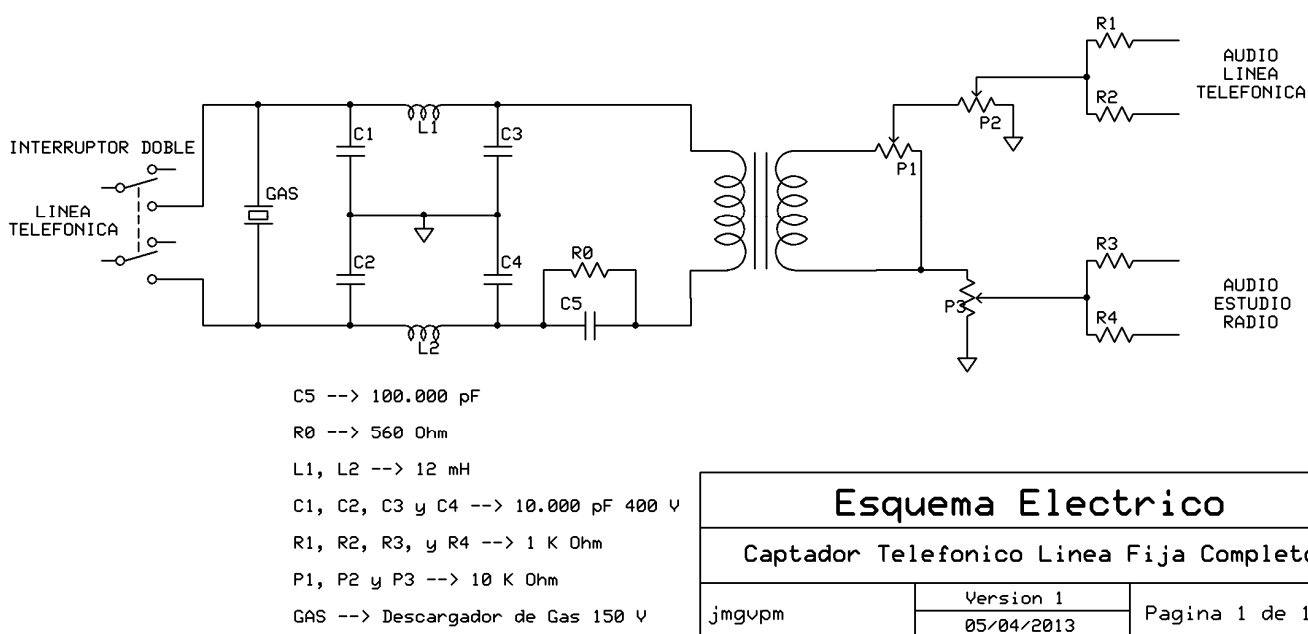 R1
AUDIO
LINEA
TELEFONICA
R2
P2
L1
C1
C3
INTERRUPTOR DOBLE
P1
GAS
LINEA
TELEFONICA
R0
R3
C2
C4
C5
P3
AUDIO
ESTUDIO
RADIO
R4
L2
C5 --> 100.000 pF
R0 --> 560 Ohm
L1, L2 --> 12 mH
C1, C2, C3 y C4 --> 10.000 pF 400 V
R1, R2, R3, y R4 --> 1 K Ohm
P1, P2 y P3 --> 10 K Ohm
GAS --> Descargador de Gas 150 V
Esquema Electrico
Captador Telefonico Linea Fija Completo
jmgvpm
Version 1
05/04/2013
Pagina 1 de 1